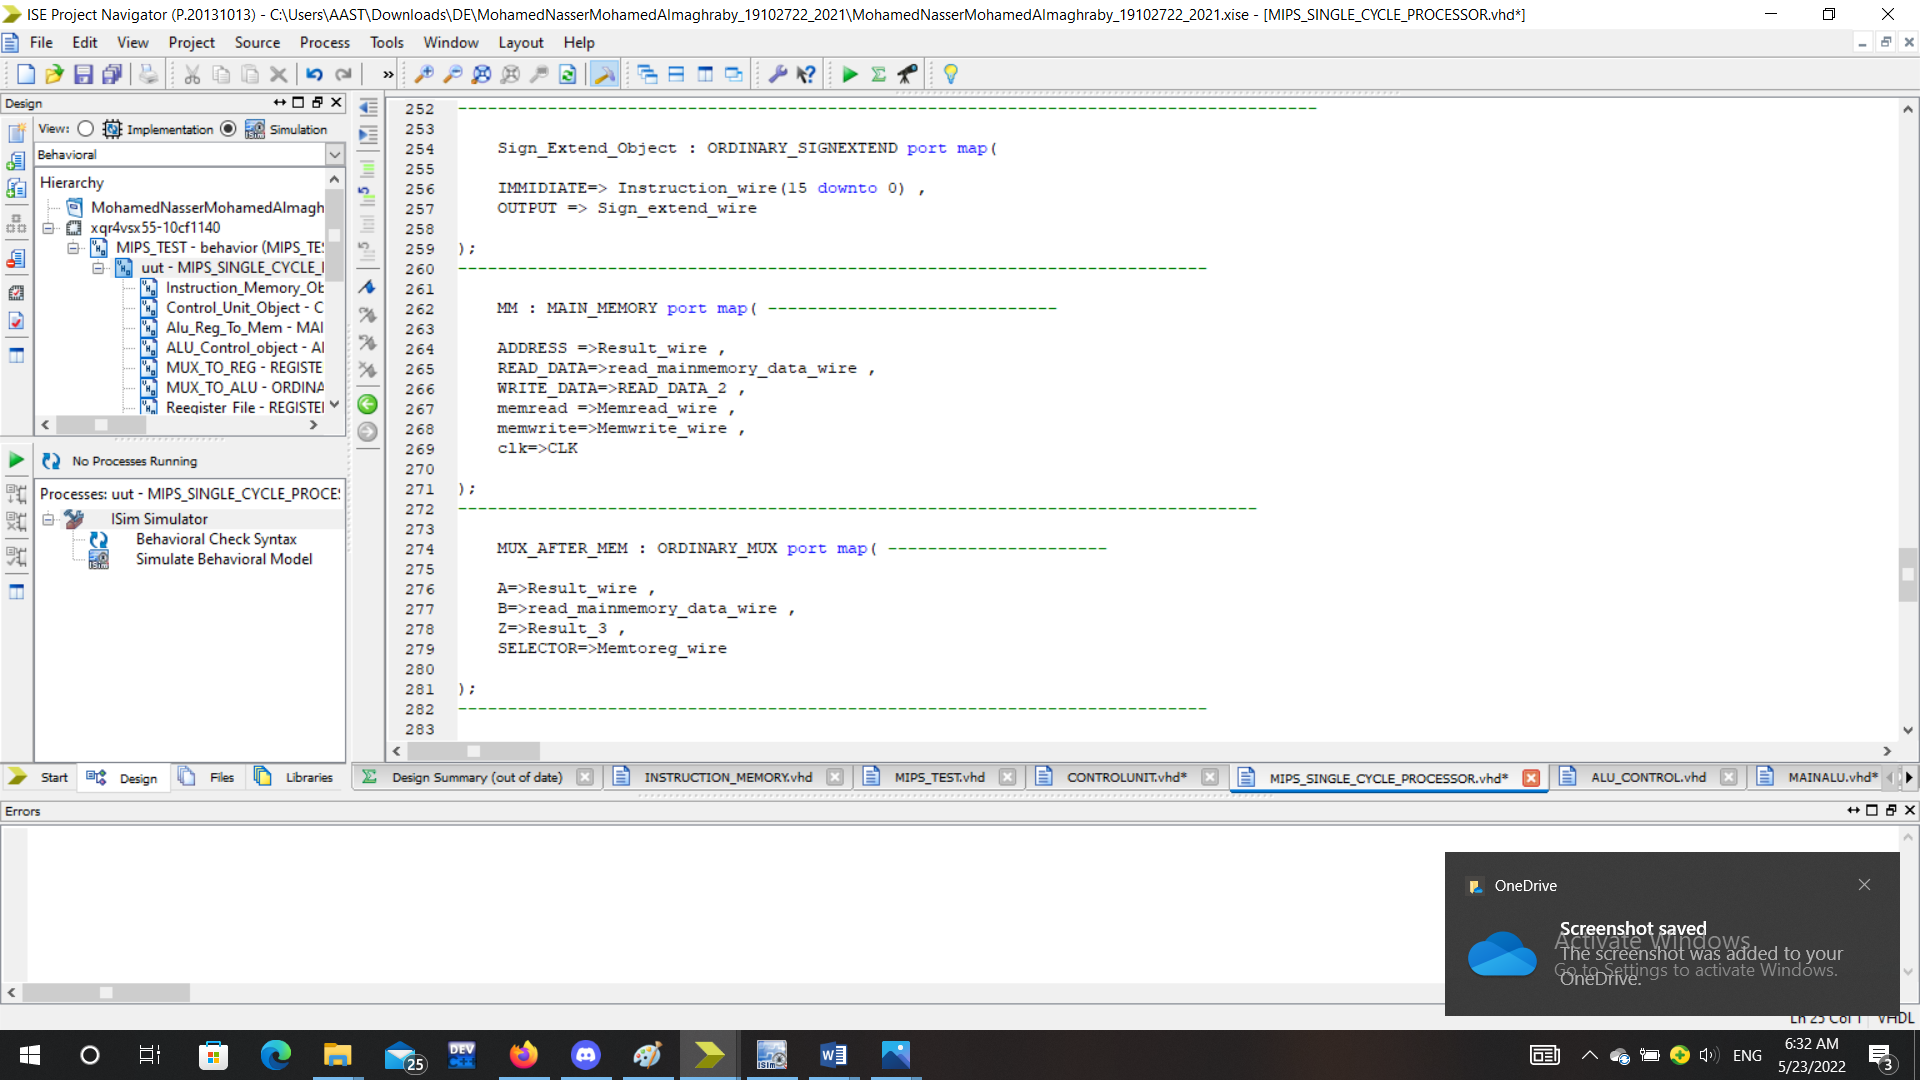 ISE Project Navigator (P.20131013) - C:\Users\AAST\Downloads\DE\MohamedNasserMohamedAlmaghraby_19102722_2021\MohamedNasserMohamedAlmaghraby_19102722_2021.xise - [MIPS_SINGLE_CYCLE_PROCESSOR.vhd*]
File Edit View Project Source Process Tools Window Layout Help
Design
View: Implementation Simulation
Behavioral
Hierarchy
MohamedNasserMohamedAlmagh
xqr4vsx55-10cf1140
MIPS_TEST - behavior (MIPS_TE
uut - MIPS_SINGLE_CYCLE_
Instruction_Memory_Ob
Control_Unit_Object - C
Alu_Reg_To_Mem - MAI
ALU_Control_object - Al
MUX_TO_REG - REGISTE
MUX_TO_ALU - ORDINA
Reegister_File - REGISTE
No Processes Running
Processes: uut - MIPS_SINGLE_CYCLE_PROCE
ISim Simulator
Behavioral Check Syntax
Simulate Behavioral Model
252 --------------------------------------------------------------------------------------
253
254 Sign_Extend_Object : ORDINARY_SIGNEXTEND port map(
255
256 IMMIDIATE=> Instruction_wire(15 downto 0) ,
257 OUTPUT => Sign_extend_wire
258
259 );
260 ---------------------------------------------------------------------------
261
262 MM : MAIN_MEMORY port map( -----------------------------
263
264 ADDRESS =>Result_wire ,
265 READ_DATA=>read_mainmemory_data_wire ,
266 WRITE_DATA=>READ_DATA_2 ,
267 memread =>Memread_wire ,
268 memwrite=>Memwrite_wire ,
269 clk=>CLK
270
271 );
272 --------------------------------------------------------------------------------
273
274 MUX_AFTER_MEM : ORDINARY_MUX port map( ----------------------
275
276 A=>Result_wire ,
277 B=>read_mainmemory_data_wire ,
278 Z=>Result_3 ,
279 SELECTOR=>Memtoreg_wire
280
281 );
282 ---------------------------------------------------------------------------
283
Start Design Files Libraries
Design Summary (out of date) INSTRUCTION_MEMORY.vhd MIPS_TEST.vhd CONTROLUNIT.vhd* MIPS_SINGLE_CYCLE_PROCESSOR.vhd* ALU_CONTROL.vhd MAINALU.vhd*
Errors
OneDrive
Screenshot saved
The screenshot was added to your
OneDrive.
Activate Windows
Go to Settings to activate Windows.
Ln 25 Col 1 VHDL
25
DEV
C++
ISim
W
ENG
6:32 AM
5/23/2022
3